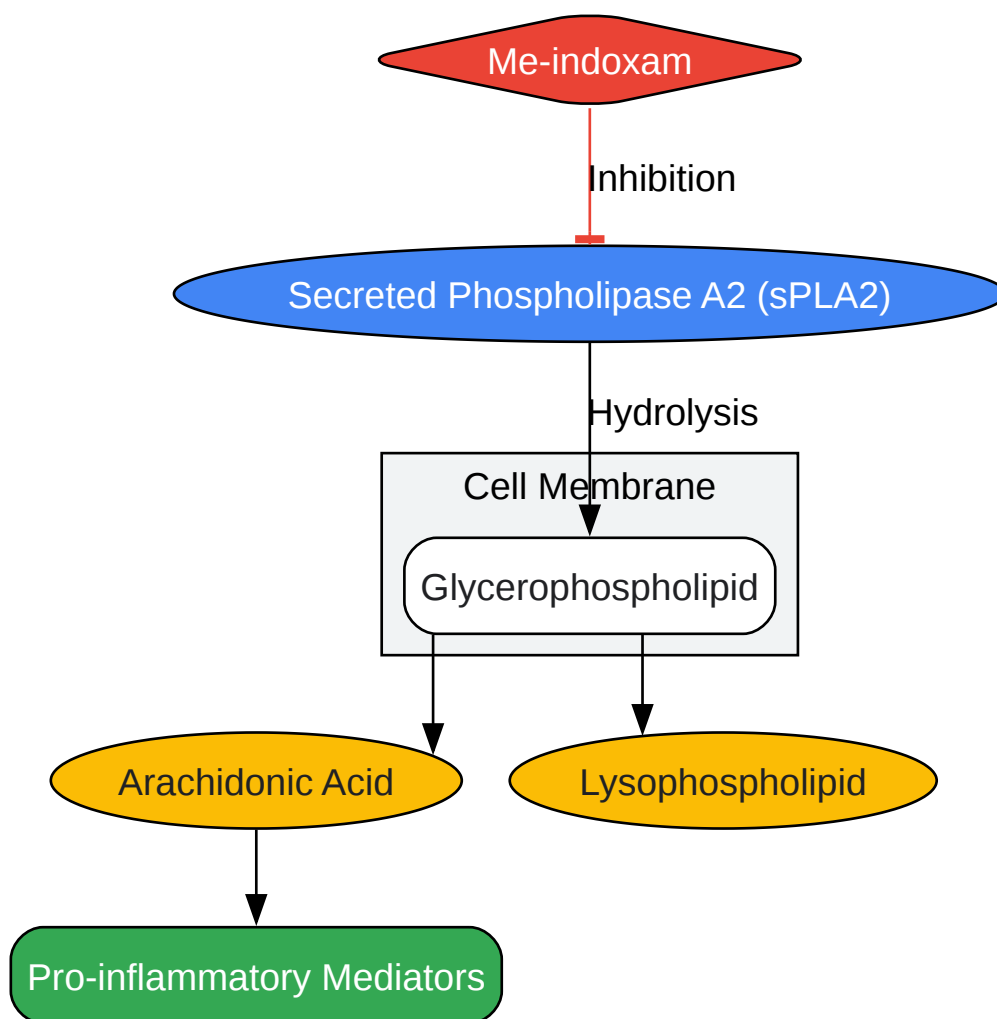 Me-indoxam
Inhibition
Secreted Phospholipase A2 (sPLA2)
Hydrolysis
Cell Membrane
Glycerophospholipid
Arachidonic Acid
Lysophospholipid
Pro-inflammatory Mediators